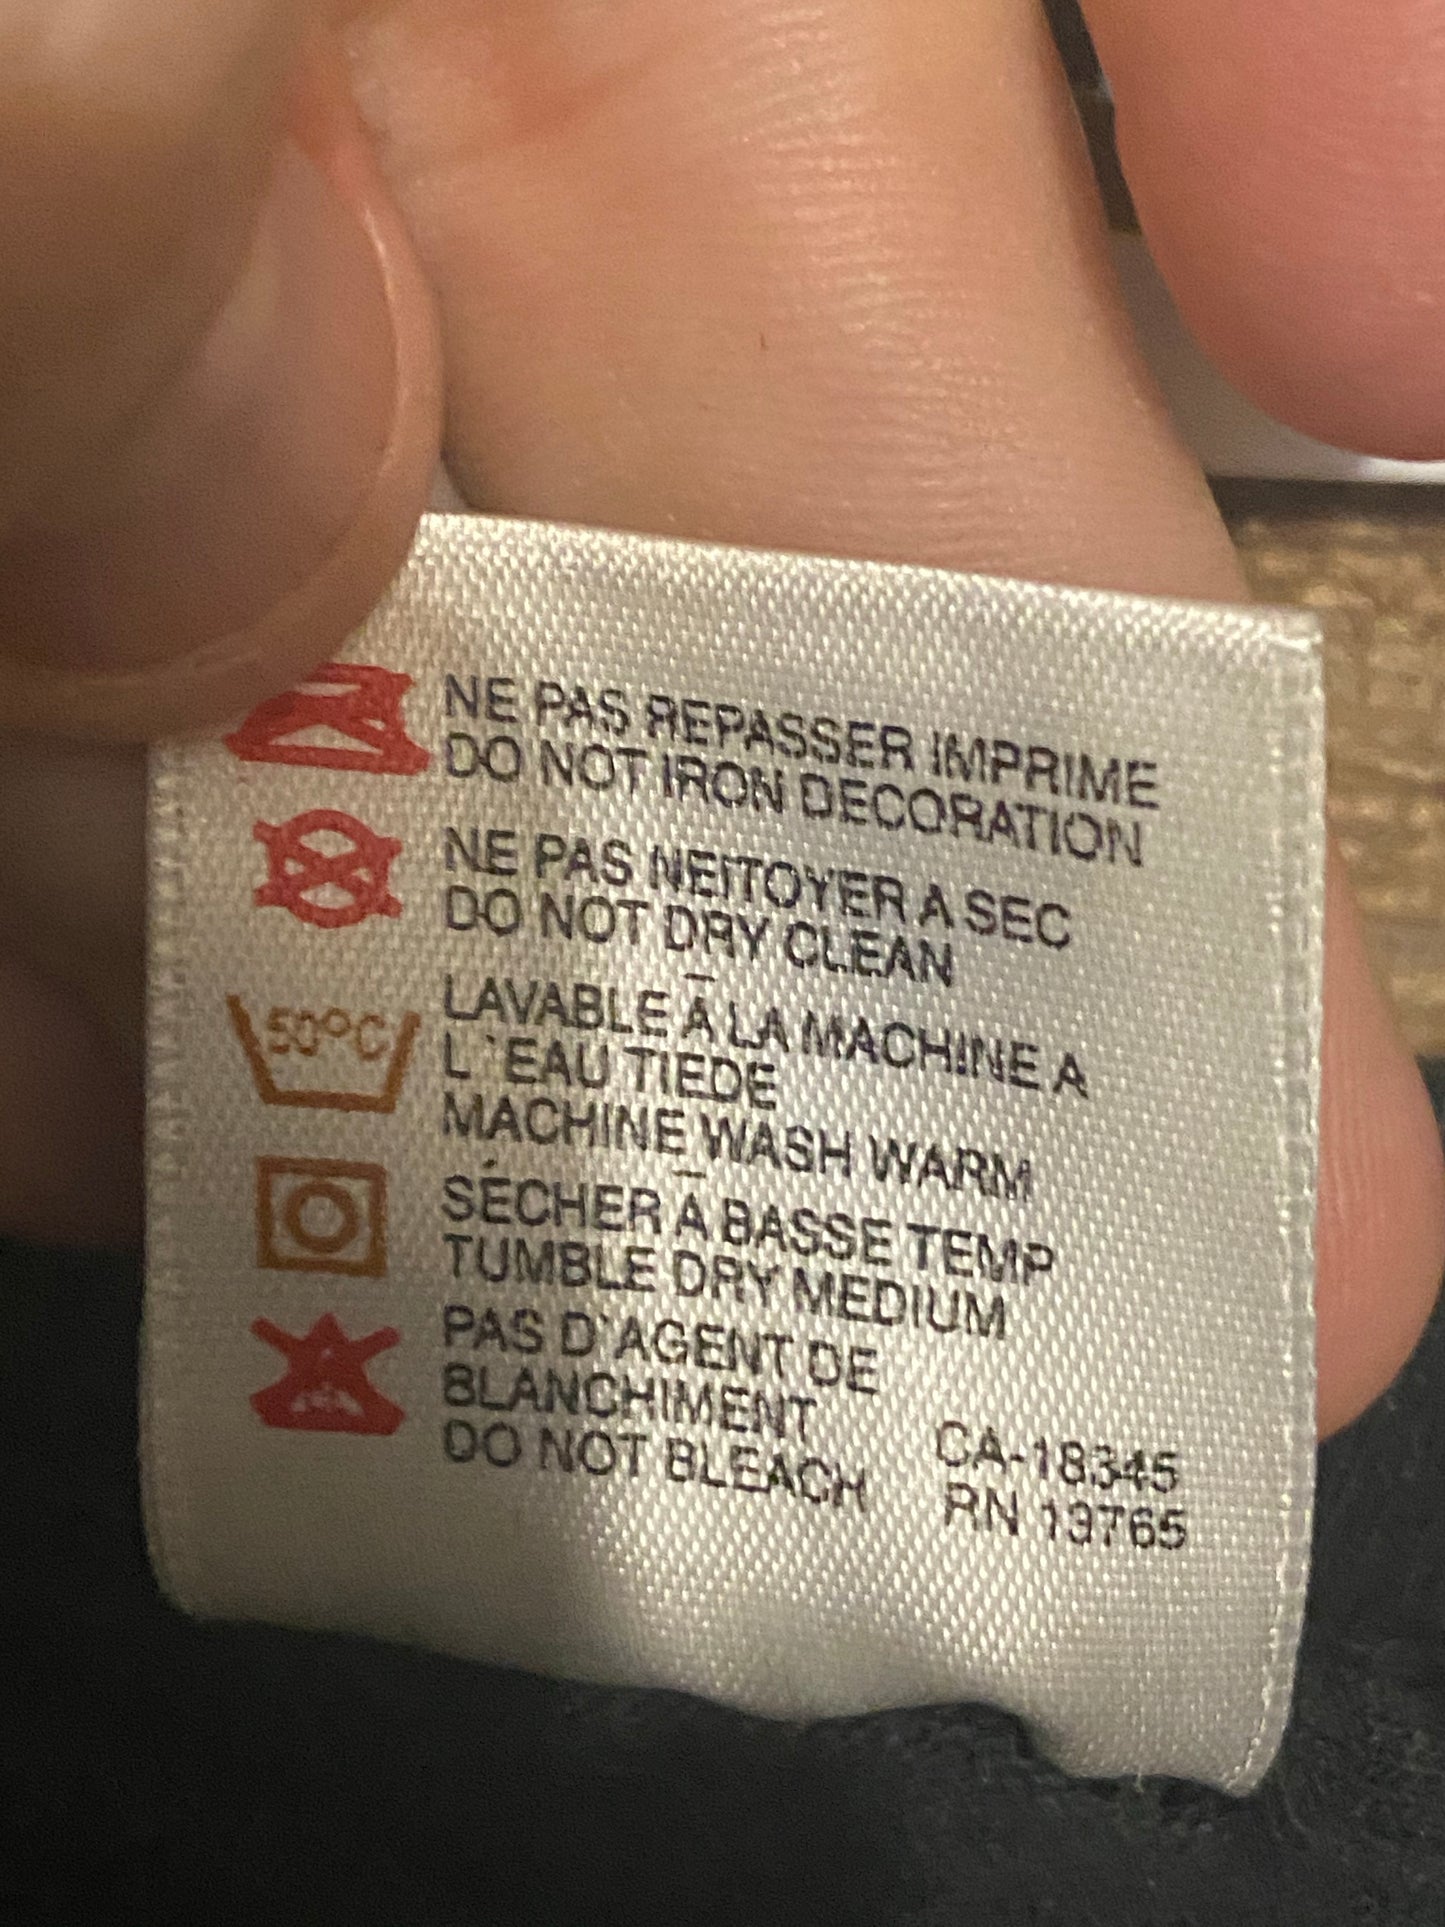 NE PAS REPASSER IMPRIME
DO NOT IRON DECORATION
NE PAS NEITOYER A SEC
DO NOT DRY CLEAN
50°C
LAVABLE À LA MACHINE A
L`EAU TIEDE
MACHINE WASH WARM
SÉCHER À BASSE TEMP
TUMBLE DRY MEDIUM
PAS D`AGENT DE
BLANCHIMENT
DO NOT BLEACH
CA-18345
RN 13765